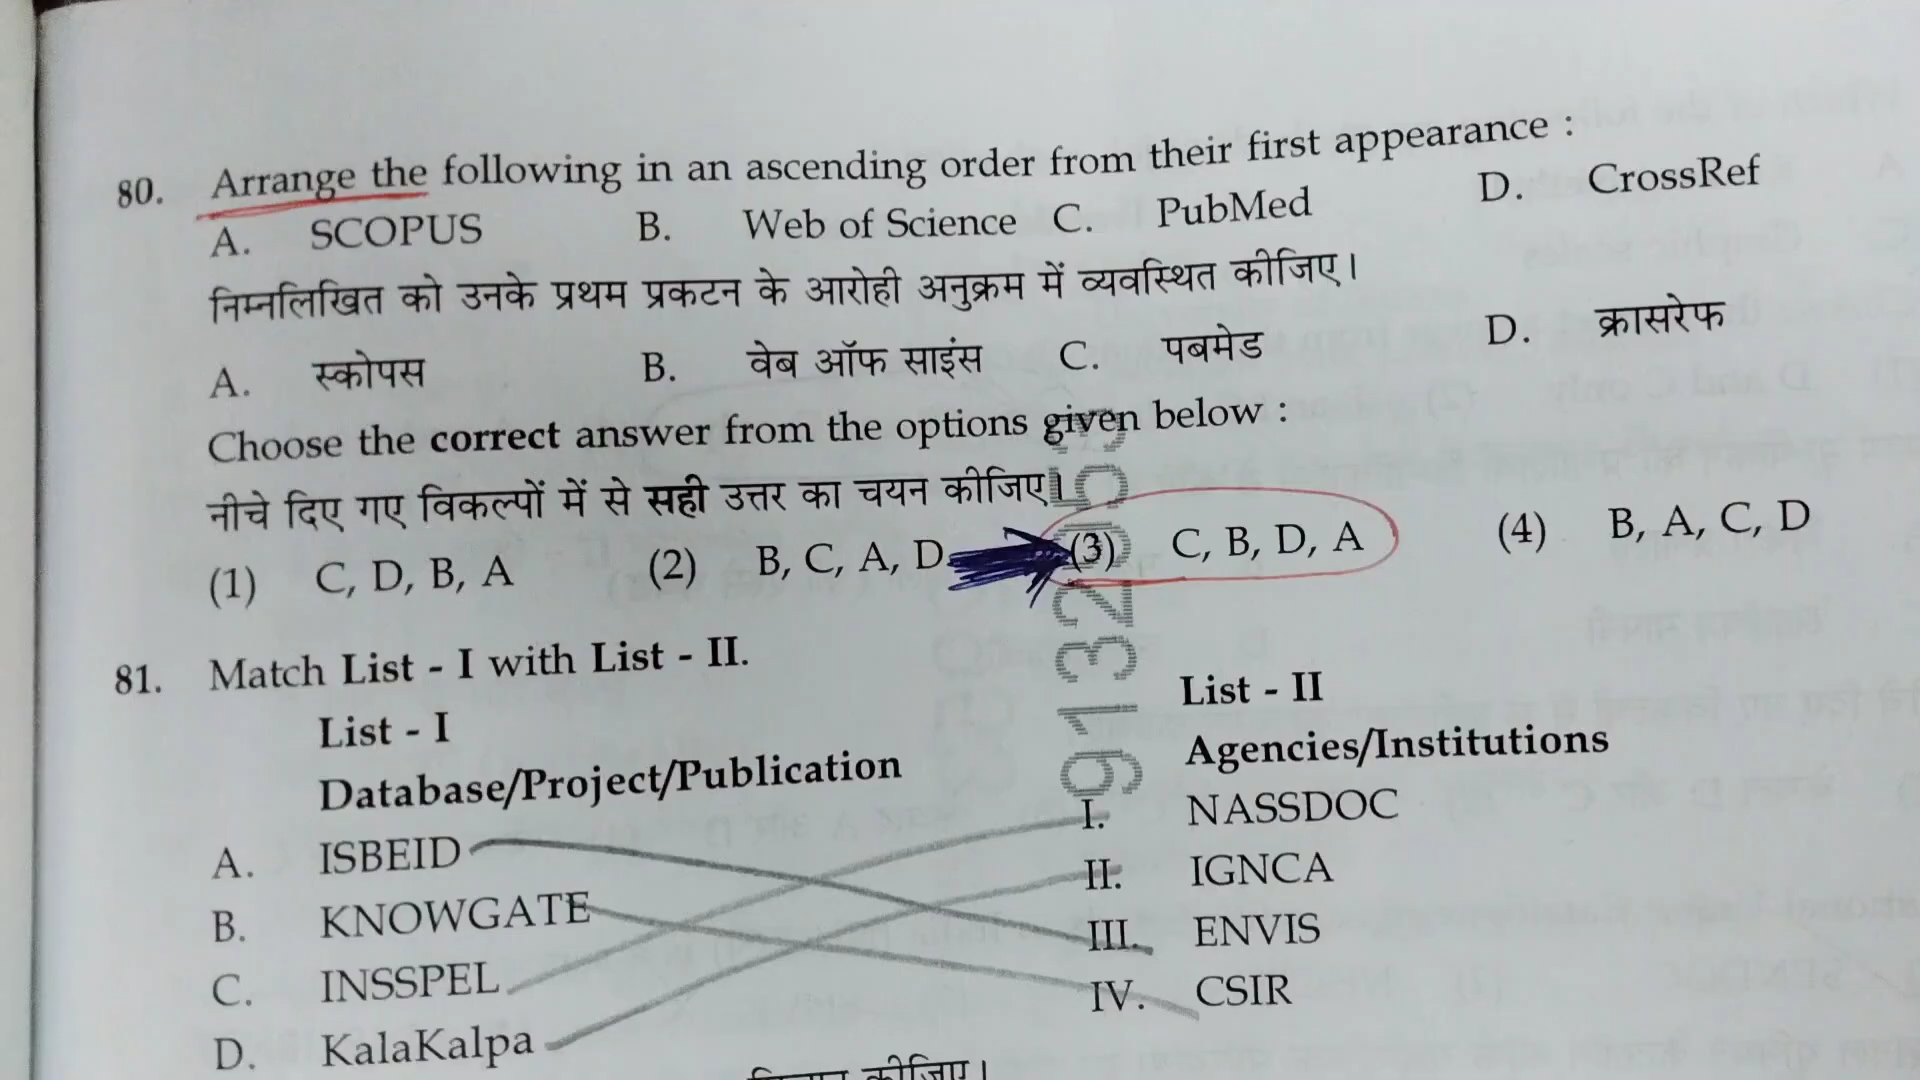 80. Arrange the following in an ascending order from their first appearance :
A. SCOPUS B. Web of Science C. PubMed D. CrossRef
निम्नलिखित को उनके प्रथम प्रकटन के आरोही अनुक्रम में व्यवस्थित कीजिए।
A. स्कोपस B. वेब ऑफ साइंस C. पबमेड D. क्रासरेफ
Choose the correct answer from the options given below :
नीचे दिए गए विकल्पों में से सही उत्तर का चयन कीजिए।
(1) C, D, B, A (2) B, C, A, D (3) C, B, D, A (4) B, A, C, D
81. Match List - I with List - II.
List - I List - II
Database/Project/Publication Agencies/Institutions
A. ISBEID I. NASSDOC
B. KNOWGATE II. IGNCA
C. INSSPEL III. ENVIS
D. KalaKalpa IV. CSIR
कीजिए।